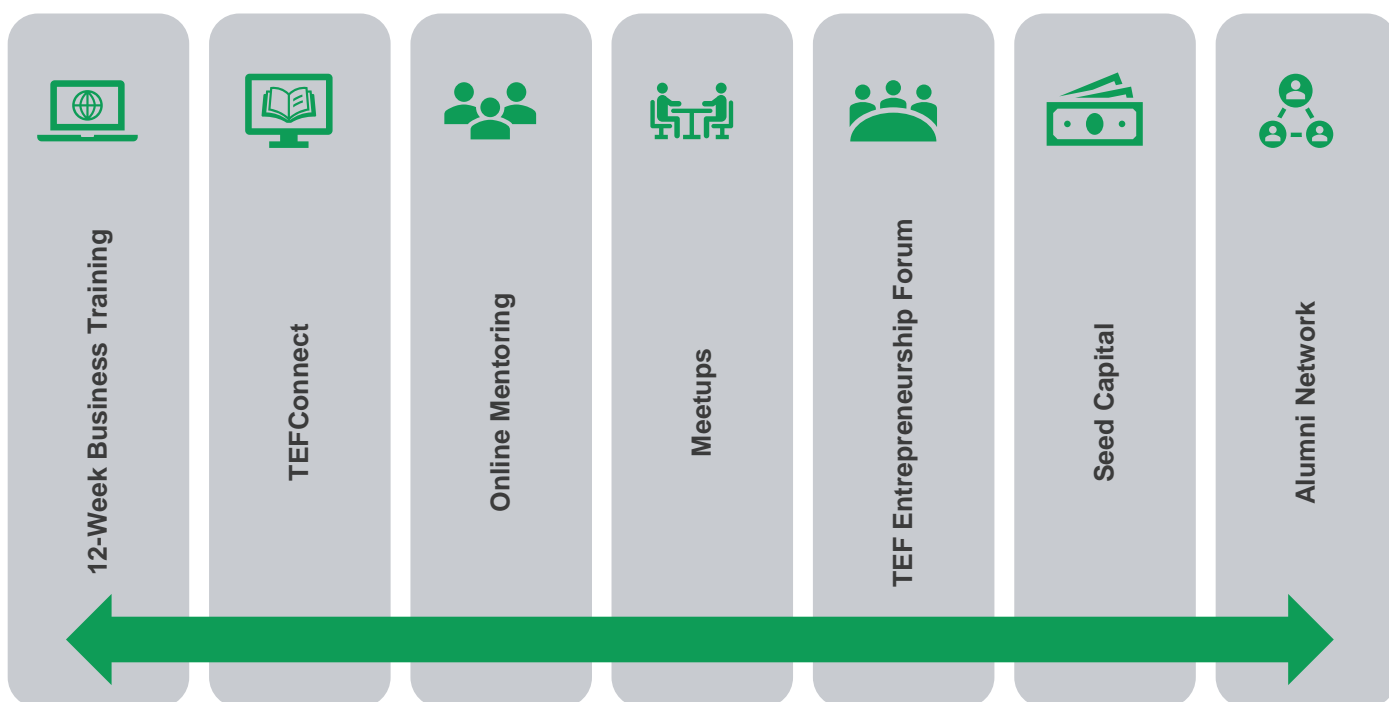 12-Week Business Training
TEFConnect
Online Mentoring
Meetups
TEF Entrepreneurship Forum
Seed Capital
Alumni Network